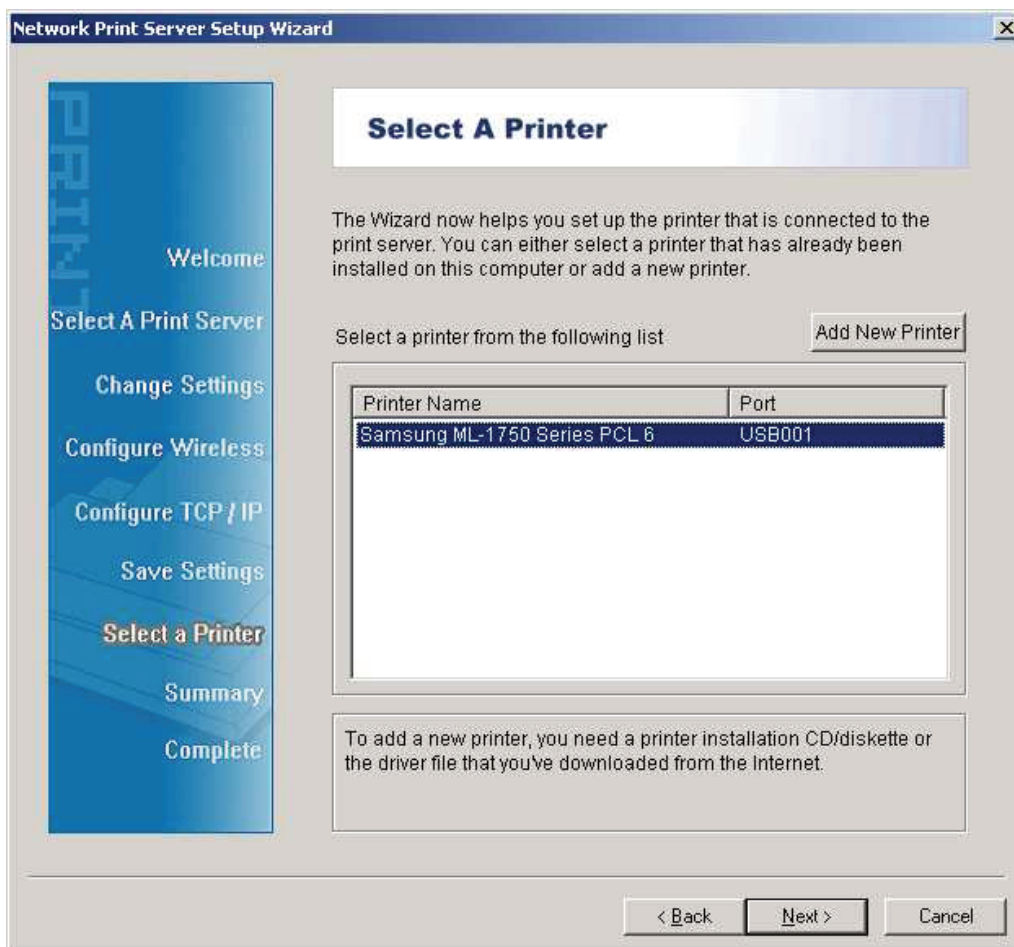 Network Print Server Setup Wizard
PRINT
Welcome
Select A Print Server
Change Settings
Configure Wireless
Configure TCP / IP
Save Settings
Select a Printer
Summary
Complete
Select A Printer
The Wizard now helps you set up the printer that is connected to the
print server. You can either select a printer that has already been
installed on this computer or add a new printer.
Select a printer from the following list
Add New Printer
Printer Name Port
Samsung ML-1750 Series PCL 6 USB001
To add a new printer, you need a printer installation CD/diskette or
the driver file that you've downloaded from the Internet.
< Back Next > Cancel